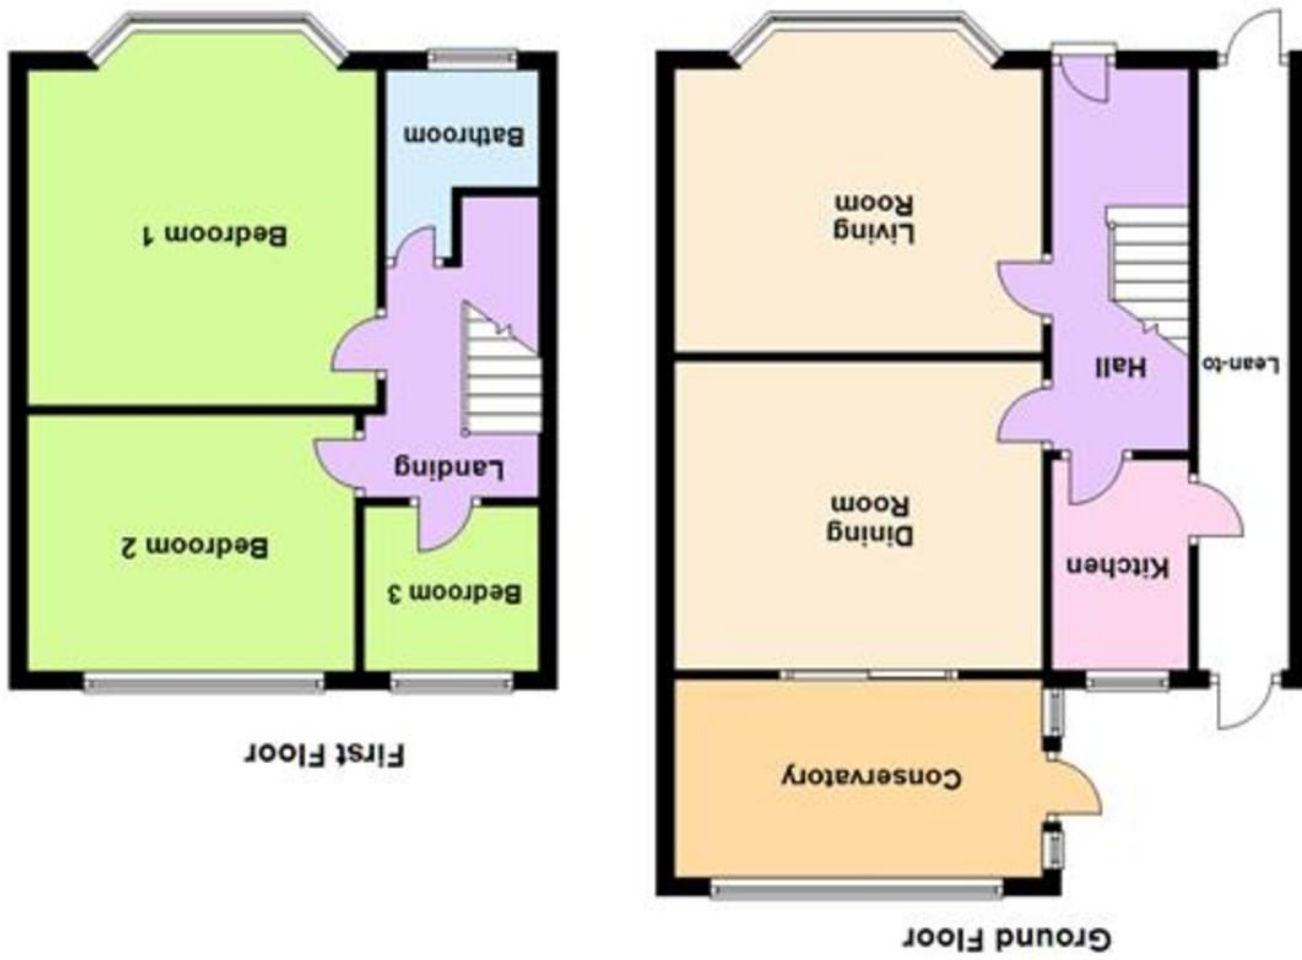 Ground Floor
Conservatory
Kitchen
Dining
Room
Lean-to
Hall
Living
Room
First Floor
Bedroom 3
Bedroom 2
Landing
Bedroom 1
Bathroom